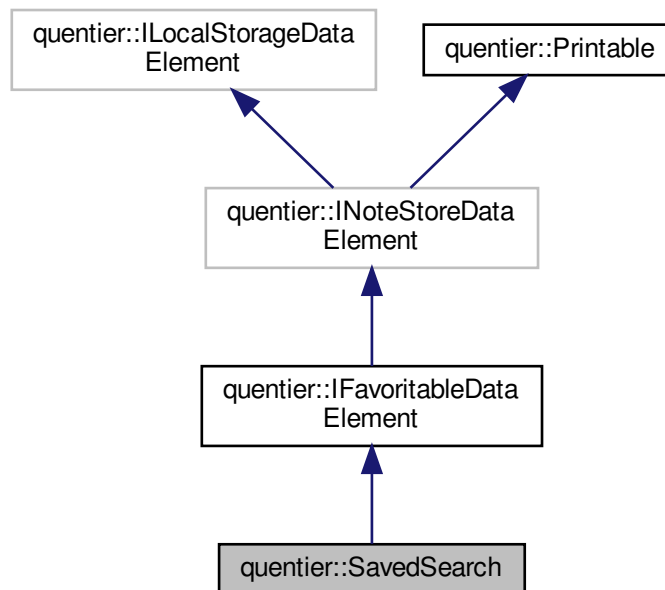 quentier::ILocalStorageData
Element
quentier::Printable
quentier::INoteStoreData
Element
quentier::IFavoritableData
Element
quentier::SavedSearch